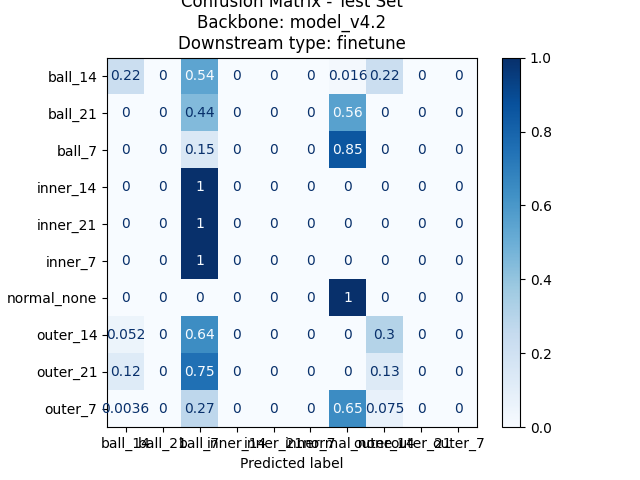 Confusion Matrix - Test Set
Backbone: model_v4.2
Downstream type: finetune
ball_14 0.22 0 0.54 0 0 0 0.016 0.22 0 0
ball_21 0 0 0.44 0 0 0 0.56 0 0 0
ball_7 0 0 0.15 0 0 0 0.85 0 0 0
inner_14 0 0 1 0 0 0 0 0 0 0
inner_21 0 0 1 0 0 0 0 0 0 0
inner_7 0 0 1 0 0 0 0 0 0 0
normal_none 0 0 0 0 0 0 1 0 0 0
outer_14 0.052 0 0.64 0 0 0 0 0.3 0 0
outer_21 0.12 0 0.75 0 0 0 0 0.13 0 0
outer_7 0.0036 0 0.27 0 0 0 0.65 0.075 0 0
ball_14 ball_21 ball_7 inner_14 inner_21 inner_7 normal_none outer_14 outer_21 outer_7
Predicted label
1.0
0.8
0.6
0.4
0.2
0.0